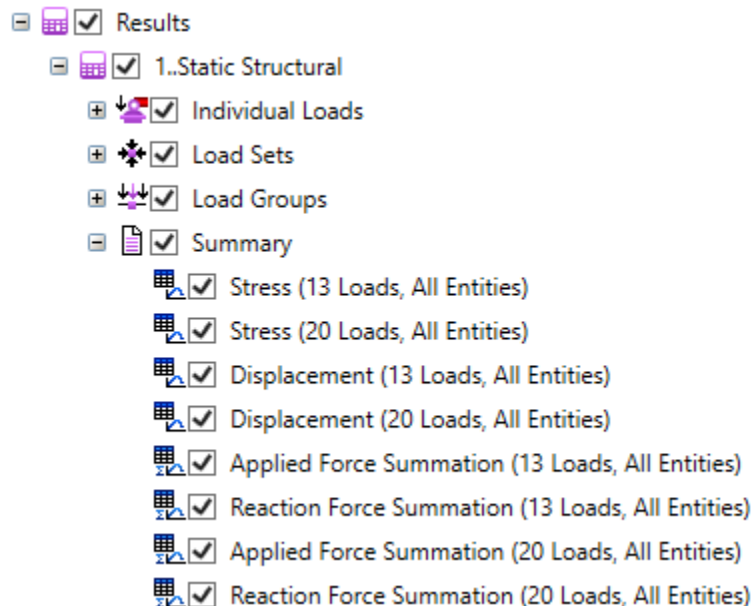 Results
1..Static Structural
Individual Loads
Load Sets
Load Groups
Summary
Stress (13 Loads, All Entities)
Stress (20 Loads, All Entities)
Displacement (13 Loads, All Entities)
Displacement (20 Loads, All Entities)
Applied Force Summation (13 Loads, All Entities)
Reaction Force Summation (13 Loads, All Entities)
Applied Force Summation (20 Loads, All Entities)
Reaction Force Summation (20 Loads, All Entities)